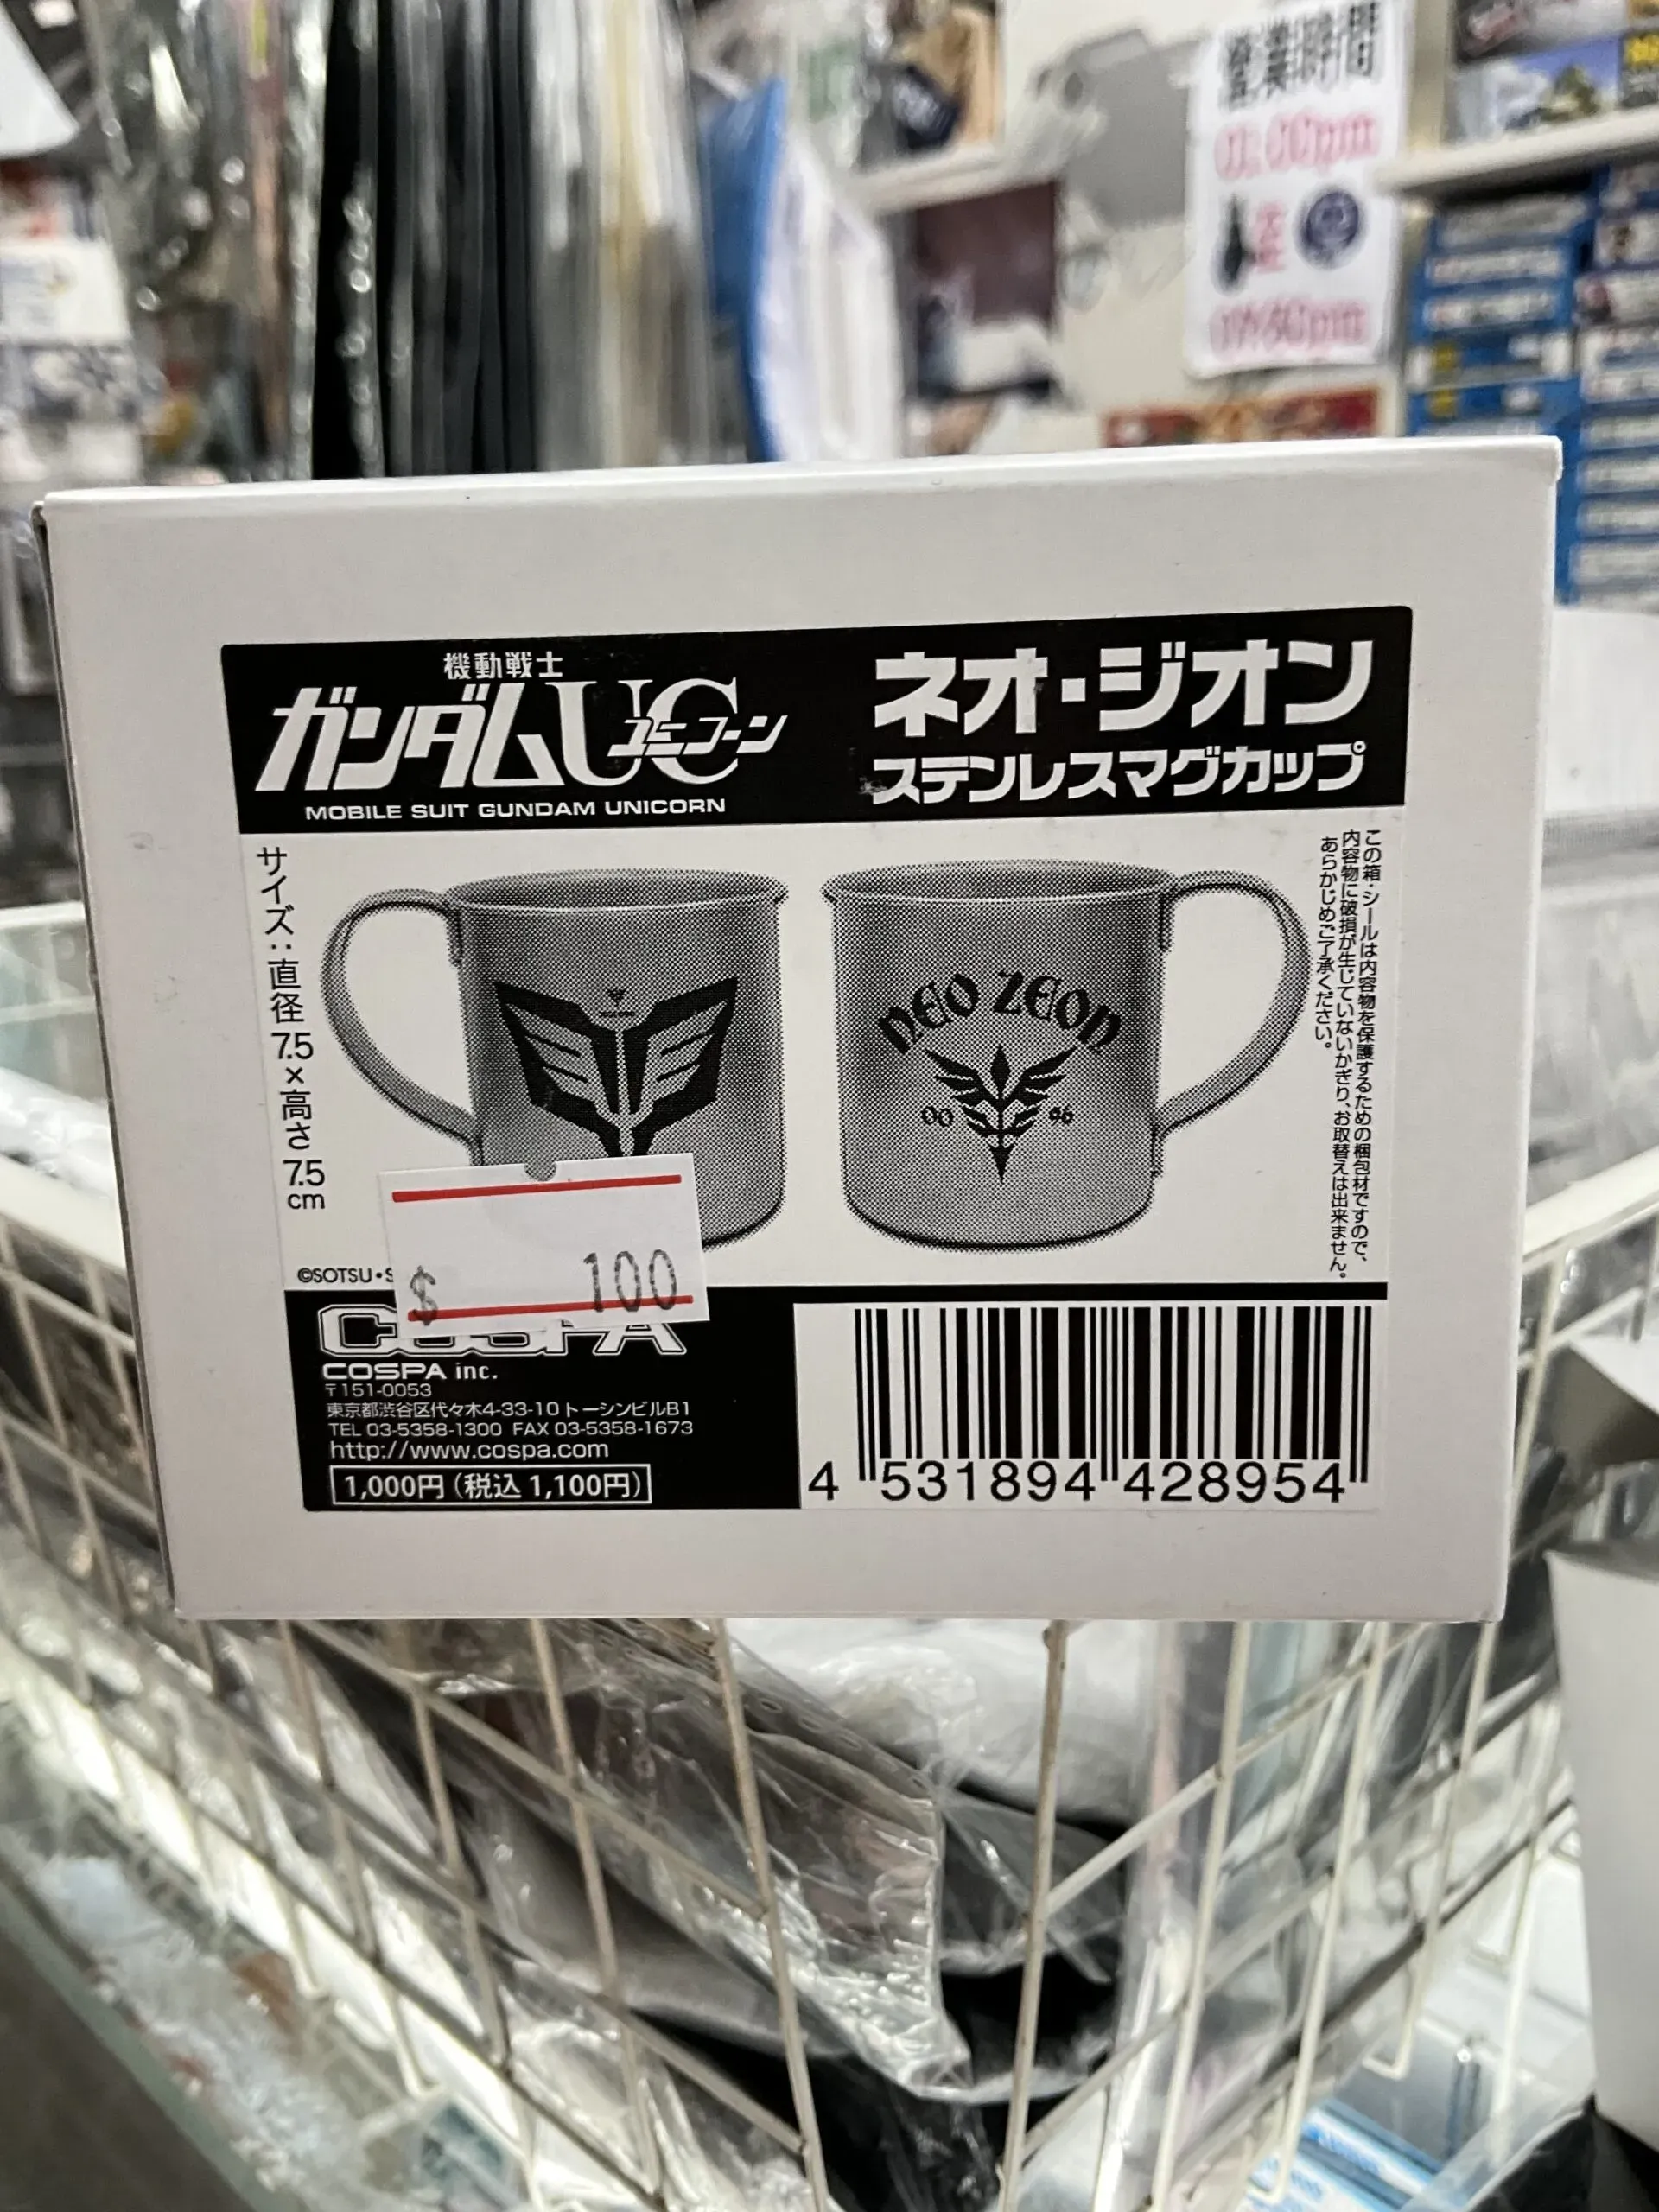 営業時間
機動戦士
ガンダムUC
ユニコーン
MOBILE SUIT GUNDAM UNICORN
ネオ・ジオン
ステンレスマグカップ
サイズ：直径7.5×高さ7.5cm
NEO ZEON
00 96
この箱・シールは内容物を保護するための梱包材ですので、
内容物に破損が生じていないかぎり、お取替えは出来ません。
あらかじめご了承ください。
©SOTSU・S
$ 100
COSPA
COSPA inc.
〒151-0053
東京都渋谷区代々木4-33-10 トーシンビルB1
TEL 03-5358-1300 FAX 03-5358-1673
http://www.cospa.com
1,000円（税込 1,100円）
4 531894 428954